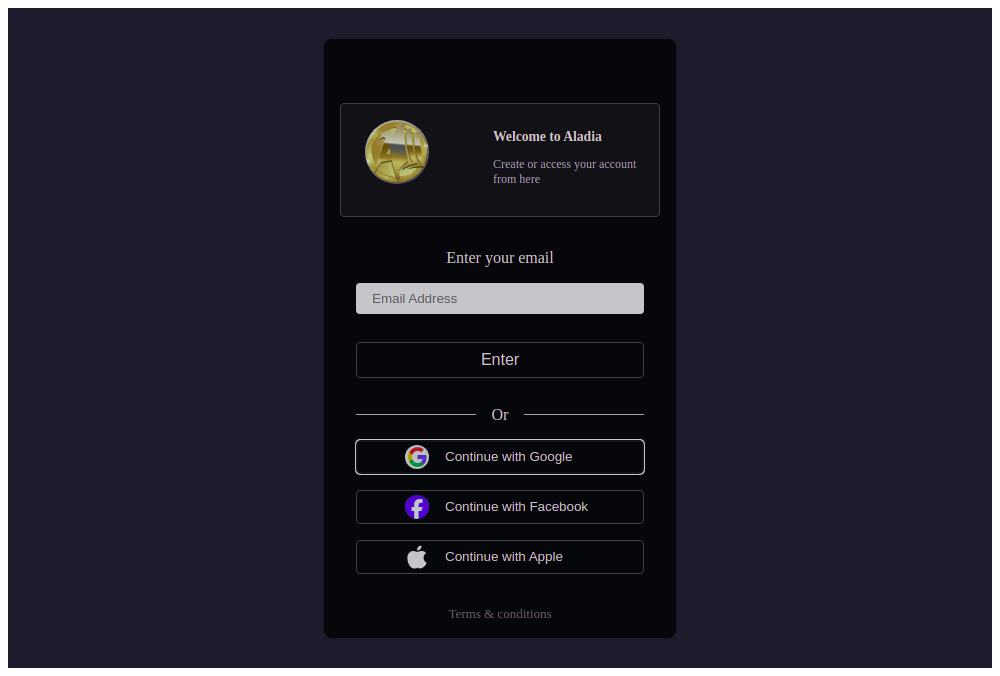 Welcome to Aladia
Create or access your account
from here
Enter your email
Email Address
Enter
Or
Continue with Google
Continue with Facebook
Continue with Apple
Terms & conditions